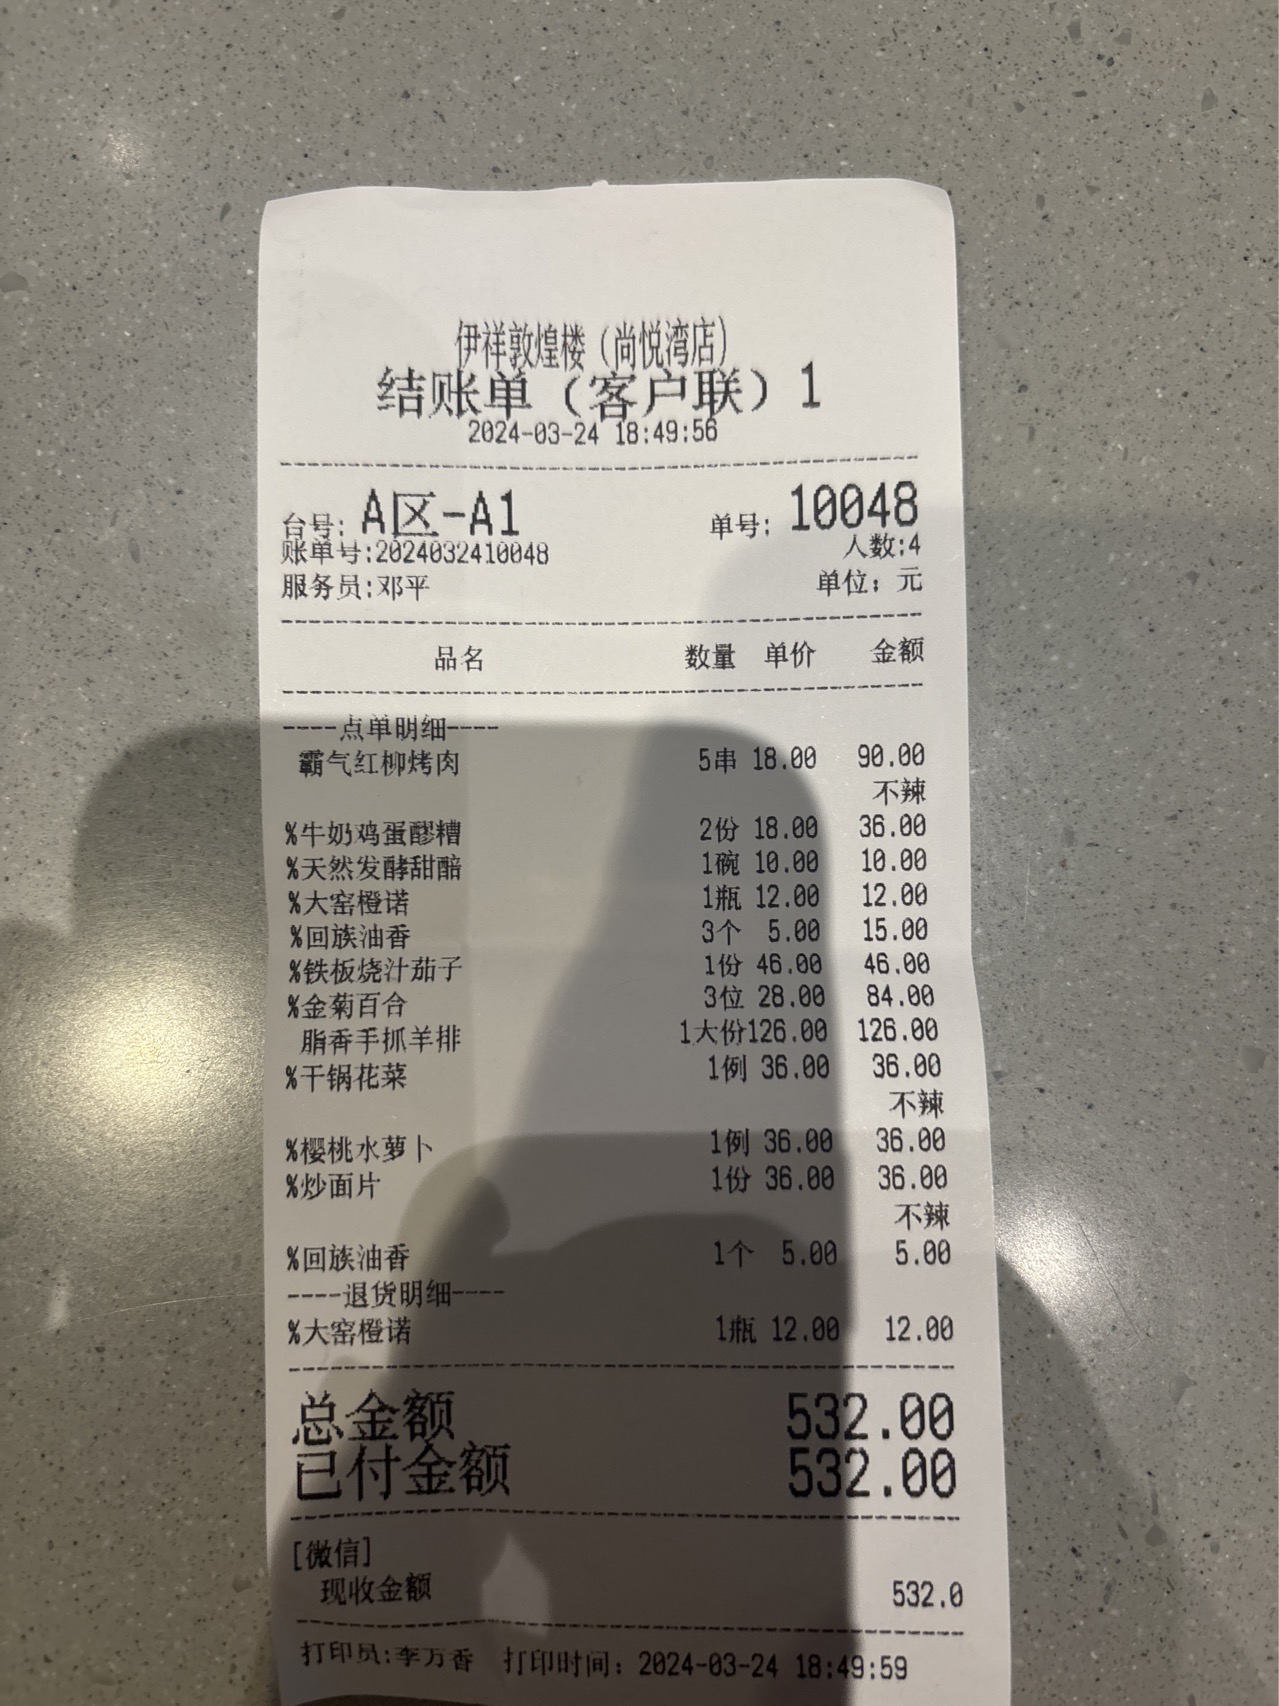 伊祥敦煌楼（尚悦湾店）
结账单（客户联）1
2024-03-24 18:49:56
台号: A区-A1 单号: 10048
账单号:2024032410048 人数:4
服务员:邓平 单位: 元
品名 数量 单价 金额
----点单明细----
霸气红柳烤肉 5串 18.00 90.00
不辣
%牛奶鸡蛋醪糟 2份 18.00 36.00
%天然发酵甜醅 1碗 10.00 10.00
%大窑橙诺 1瓶 12.00 12.00
%回族油香 3个 5.00 15.00
%铁板烧汁茄子 1份 46.00 46.00
%金菊百合 3位 28.00 84.00
脂香手抓羊排 1大份126.00 126.00
%干锅花菜 1例 36.00 36.00
不辣
%樱桃水萝卜 1例 36.00 36.00
%炒面片 1份 36.00 36.00
不辣
%回族油香 1个 5.00 5.00
----退货明细----
%大窑橙诺 1瓶 12.00 12.00
总金额 532.00
已付金额 532.00
[微信]
现收金额 532.0
打印员:李万香 打印时间: 2024-03-24 18:49:59